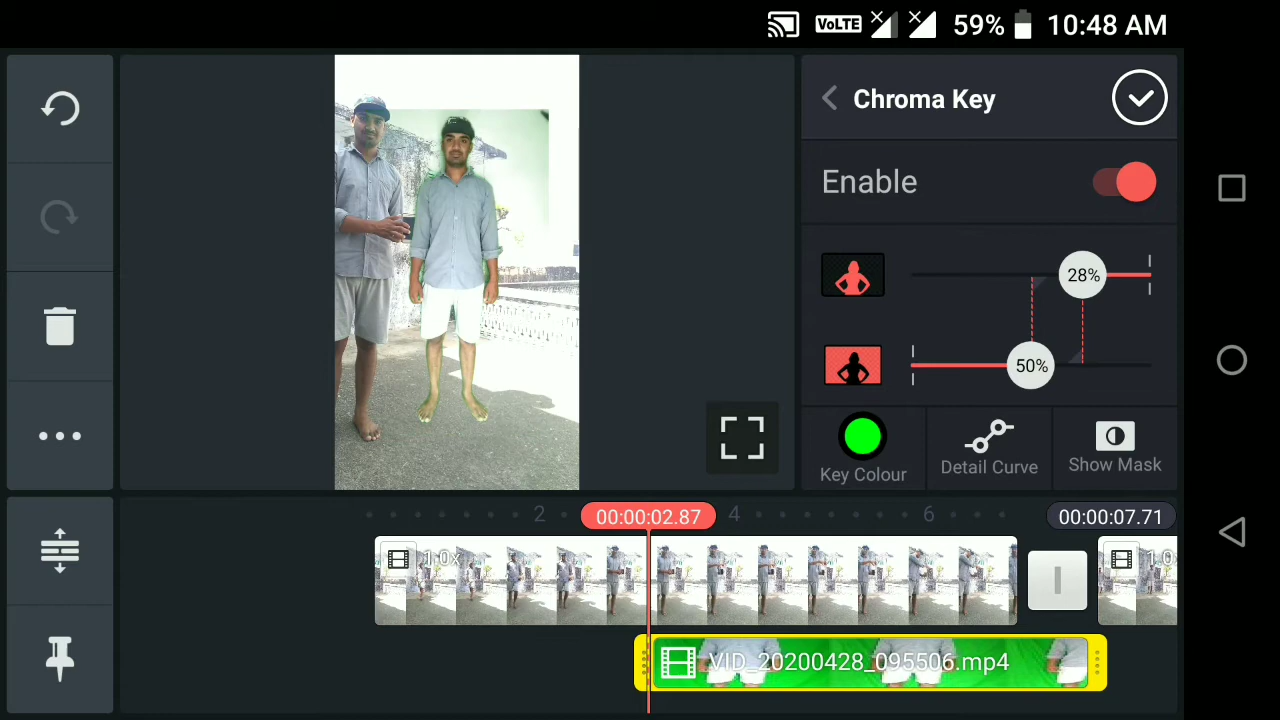 VoLTE 59% 10:48 AM
Chroma Key
Enable
28%
50%
Key Colour
Detail Curve
Show Mask
2 00:00:02.87 4 6 00:00:07.71
1.0x
1.0
VID_20200428_095506.mp4